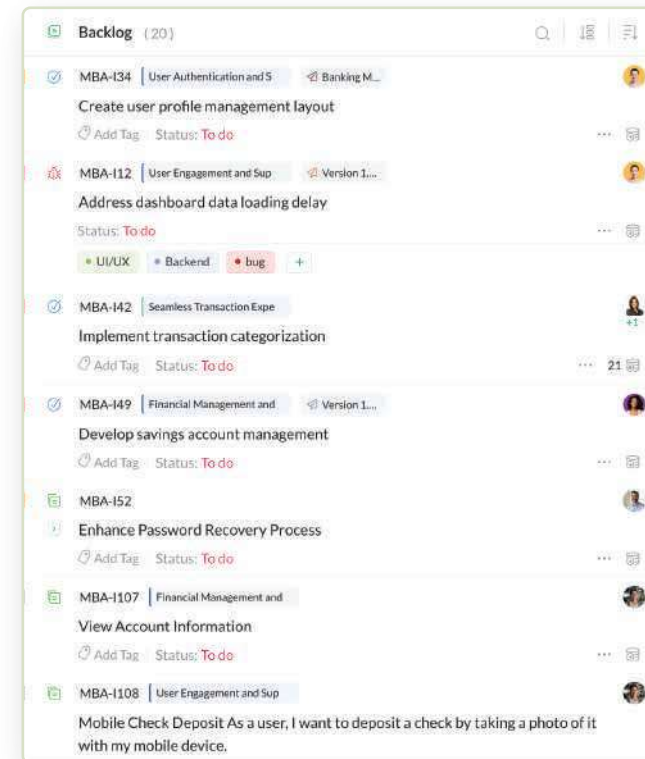 Backlog (20)
MBA-I34 User Authentication and S Banking M...
Create user profile management layout
Add Tag Status: To do
MBA-I12 User Engagement and Sup Version 1....
Address dashboard data loading delay
Status: To do
UI/UX Backend bug +
MBA-I42 Seamless Transaction Expe
+1
Implement transaction categorization
Add Tag Status: To do 21
MBA-I49 Financial Management and Version 1....
Develop savings account management
Add Tag Status: To do
MBA-I52
Enhance Password Recovery Process
Add Tag Status: To do
MBA-I107 Financial Management and
View Account Information
Add Tag Status: To do
MBA-I108 User Engagement and Sup
Mobile Check Deposit As a user, I want to deposit a check by taking a photo of it
with my mobile device.